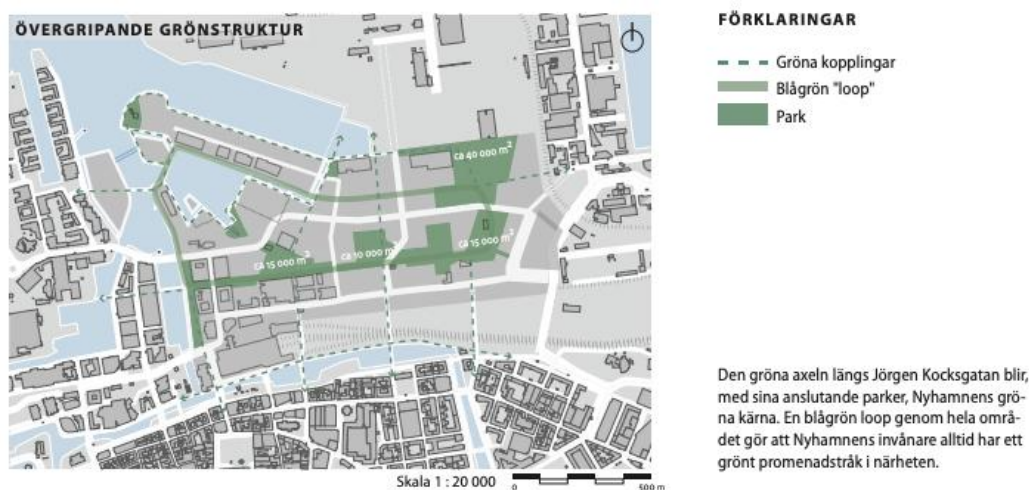 ÖVERGRIPANDE GRÖNSTRUKTUR
ca 40 000 m²
ca 15 000 m²
ca 10 000 m²
ca 15 000 m²
Skala 1 : 20 000
0
500 m
FÖRKLARINGAR
Gröna kopplingar
Blågrön "loop"
Park
Den gröna axeln längs Jörgen Kocksgatan blir,
med sina anslutande parker, Nyhamnens grö-
na kärna. En blågrön loop genom hela områ-
det gör att Nyhamnens invånare alltid har ett
grönt promenadstråk i närheten.